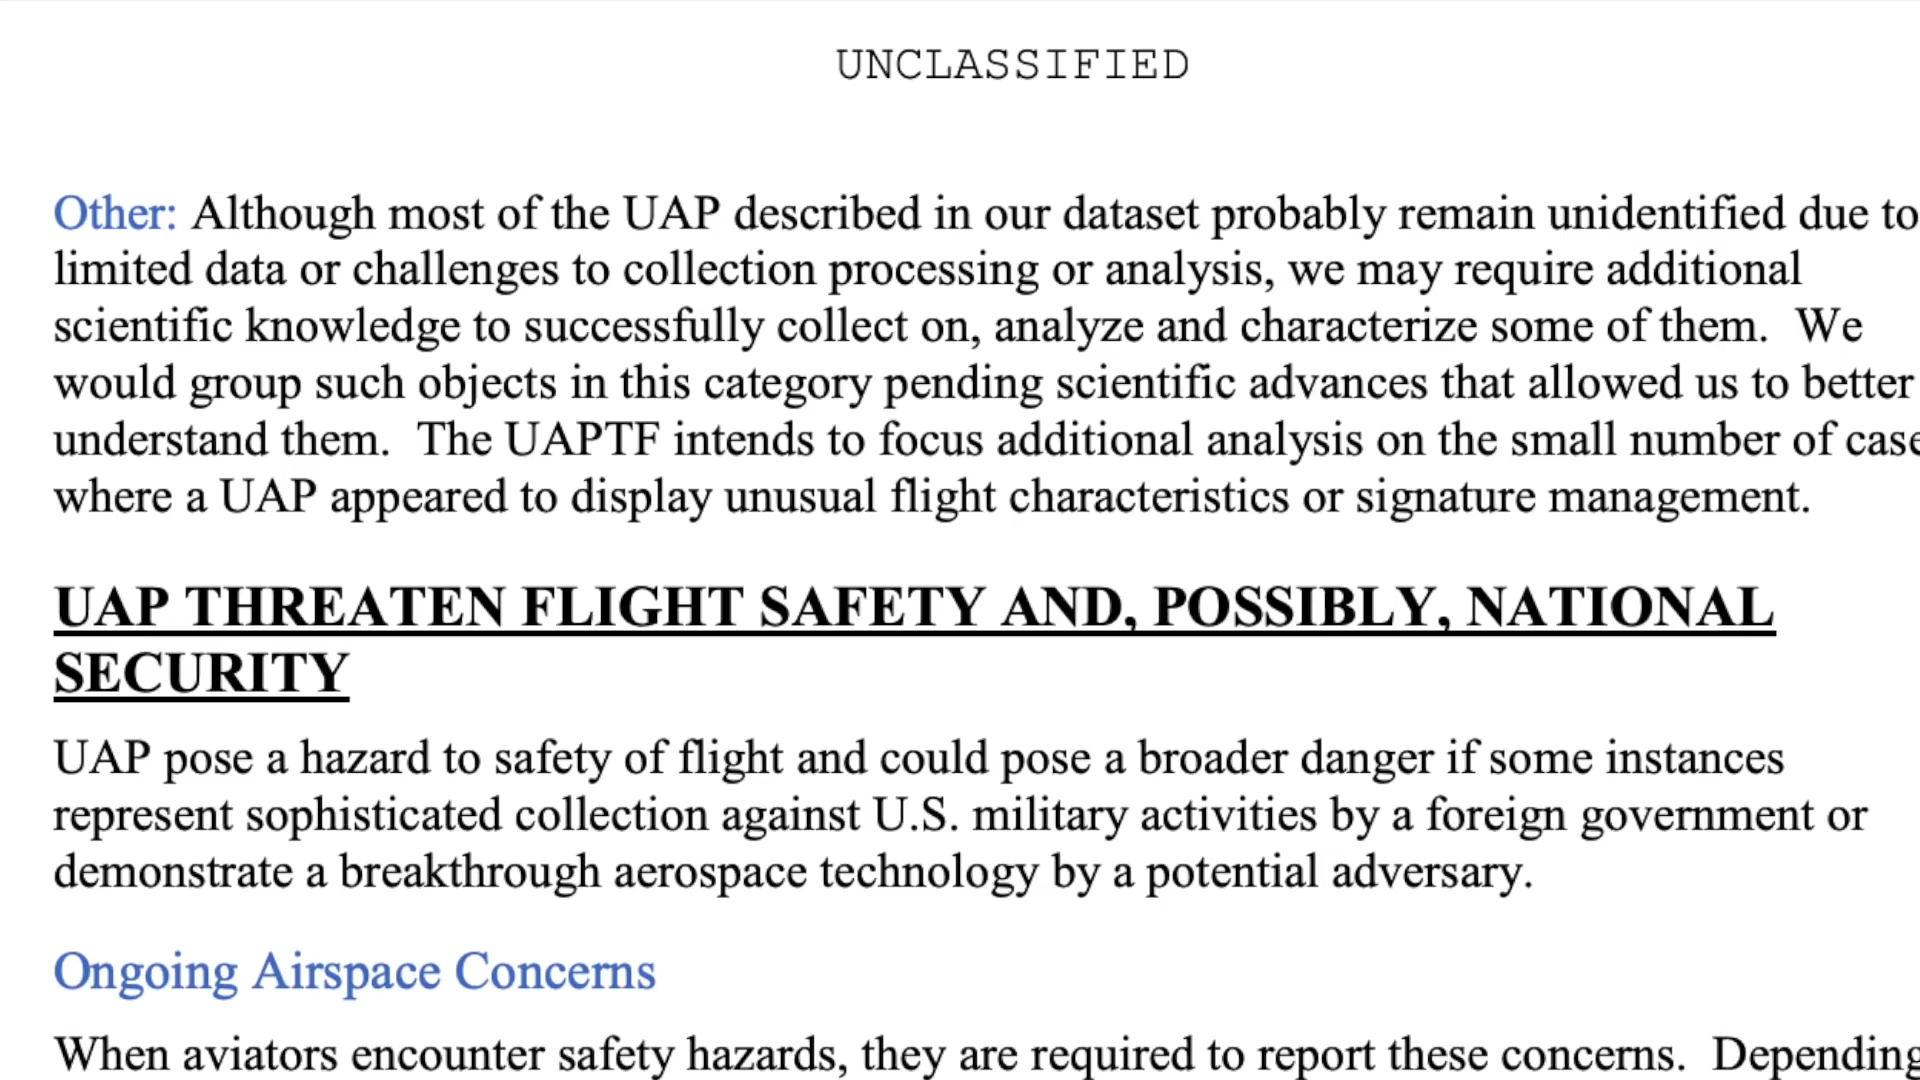 UNCLASSIFIED
Other: Although most of the UAP described in our dataset probably remain unidentified due to
limited data or challenges to collection processing or analysis, we may require additional
scientific knowledge to successfully collect on, analyze and characterize some of them.  We
would group such objects in this category pending scientific advances that allowed us to better
understand them.  The UAPTF intends to focus additional analysis on the small number of case
where a UAP appeared to display unusual flight characteristics or signature management.
UAP THREATEN FLIGHT SAFETY AND, POSSIBLY, NATIONAL
SECURITY
UAP pose a hazard to safety of flight and could pose a broader danger if some instances
represent sophisticated collection against U.S. military activities by a foreign government or
demonstrate a breakthrough aerospace technology by a potential adversary.
Ongoing Airspace Concerns
When aviators encounter safety hazards, they are required to report these concerns.  Depending